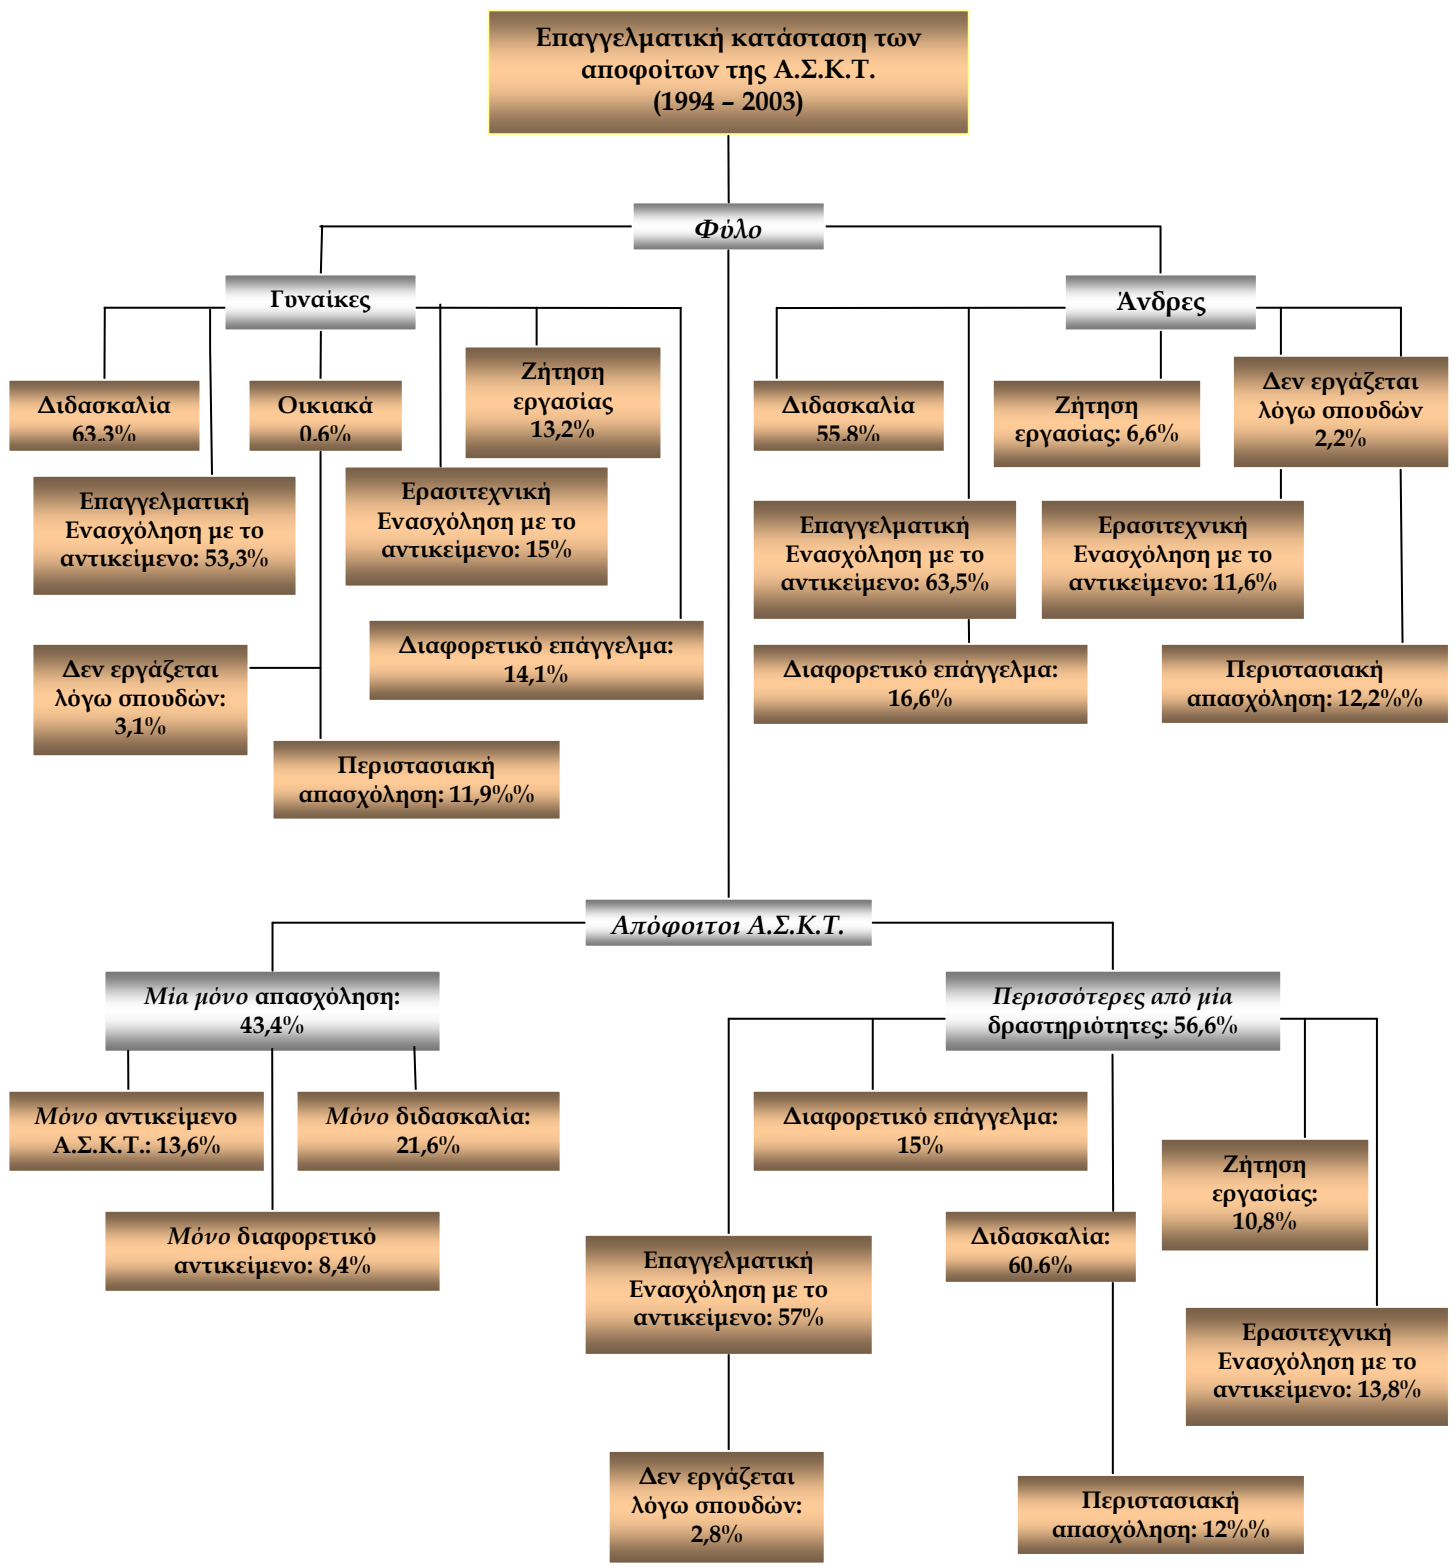 Επαγγελματική κατάσταση των
αποφοίτων της Α.Σ.Κ.Τ.
(1994 – 2003)
Φύλο
Γυναίκες
Άνδρες
Διδασκαλία
63,3%
Οικιακά
0,6%
Ζήτηση
εργασίας
13,2%
Επαγγελματική
Ενασχόληση με το
αντικείμενο: 53,3%
Ερασιτεχνική
Ενασχόληση με το
αντικείμενο: 15%
Διαφορετικό επάγγελμα:
14,1%
Δεν εργάζεται
λόγω σπουδών:
3,1%
Περιστασιακή
απασχόληση: 11,9%%
Διδασκαλία
55,8%
Ζήτηση
εργασίας: 6,6%
Δεν εργάζεται
λόγω σπουδών
2,2%
Επαγγελματική
Ενασχόληση με το
αντικείμενο: 63,5%
Ερασιτεχνική
Ενασχόληση με το
αντικείμενο: 11,6%
Διαφορετικό επάγγελμα:
16,6%
Περιστασιακή
απασχόληση: 12,2%%
Απόφοιτοι Α.Σ.Κ.Τ.
Μία μόνο απασχόληση:
43,4%
Μόνο αντικείμενο
Α.Σ.Κ.Τ.: 13,6%
Μόνο διδασκαλία:
21,6%
Μόνο διαφορετικό
αντικείμενο: 8,4%
Περισσότερες από μία
δραστηριότητες: 56,6%
Διαφορετικό επάγγελμα:
15%
Ζήτηση
εργασίας:
10,8%
Διδασκαλία:
60,6%
Επαγγελματική
Ενασχόληση με το
αντικείμενο: 57%
Ερασιτεχνική
Ενασχόληση με το
αντικείμενο: 13,8%
Δεν εργάζεται
λόγω σπουδών:
2,8%
Περιστασιακή
απασχόληση: 12%%